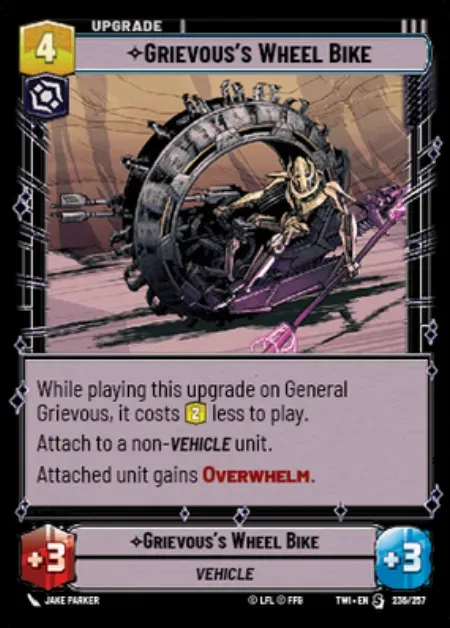 UPGRADE
4
GRIEVOUS'S WHEEL BIKE
While playing this upgrade on General
Grievous, it costs 2 less to play.
Attach to a non-VEHICLE unit.
Attached unit gains OVERWHELM.
+3
GRIEVOUS'S WHEEL BIKE
+3
VEHICLE
JAKE PARKER
© LFL © FFG
TWI • EN
236/257